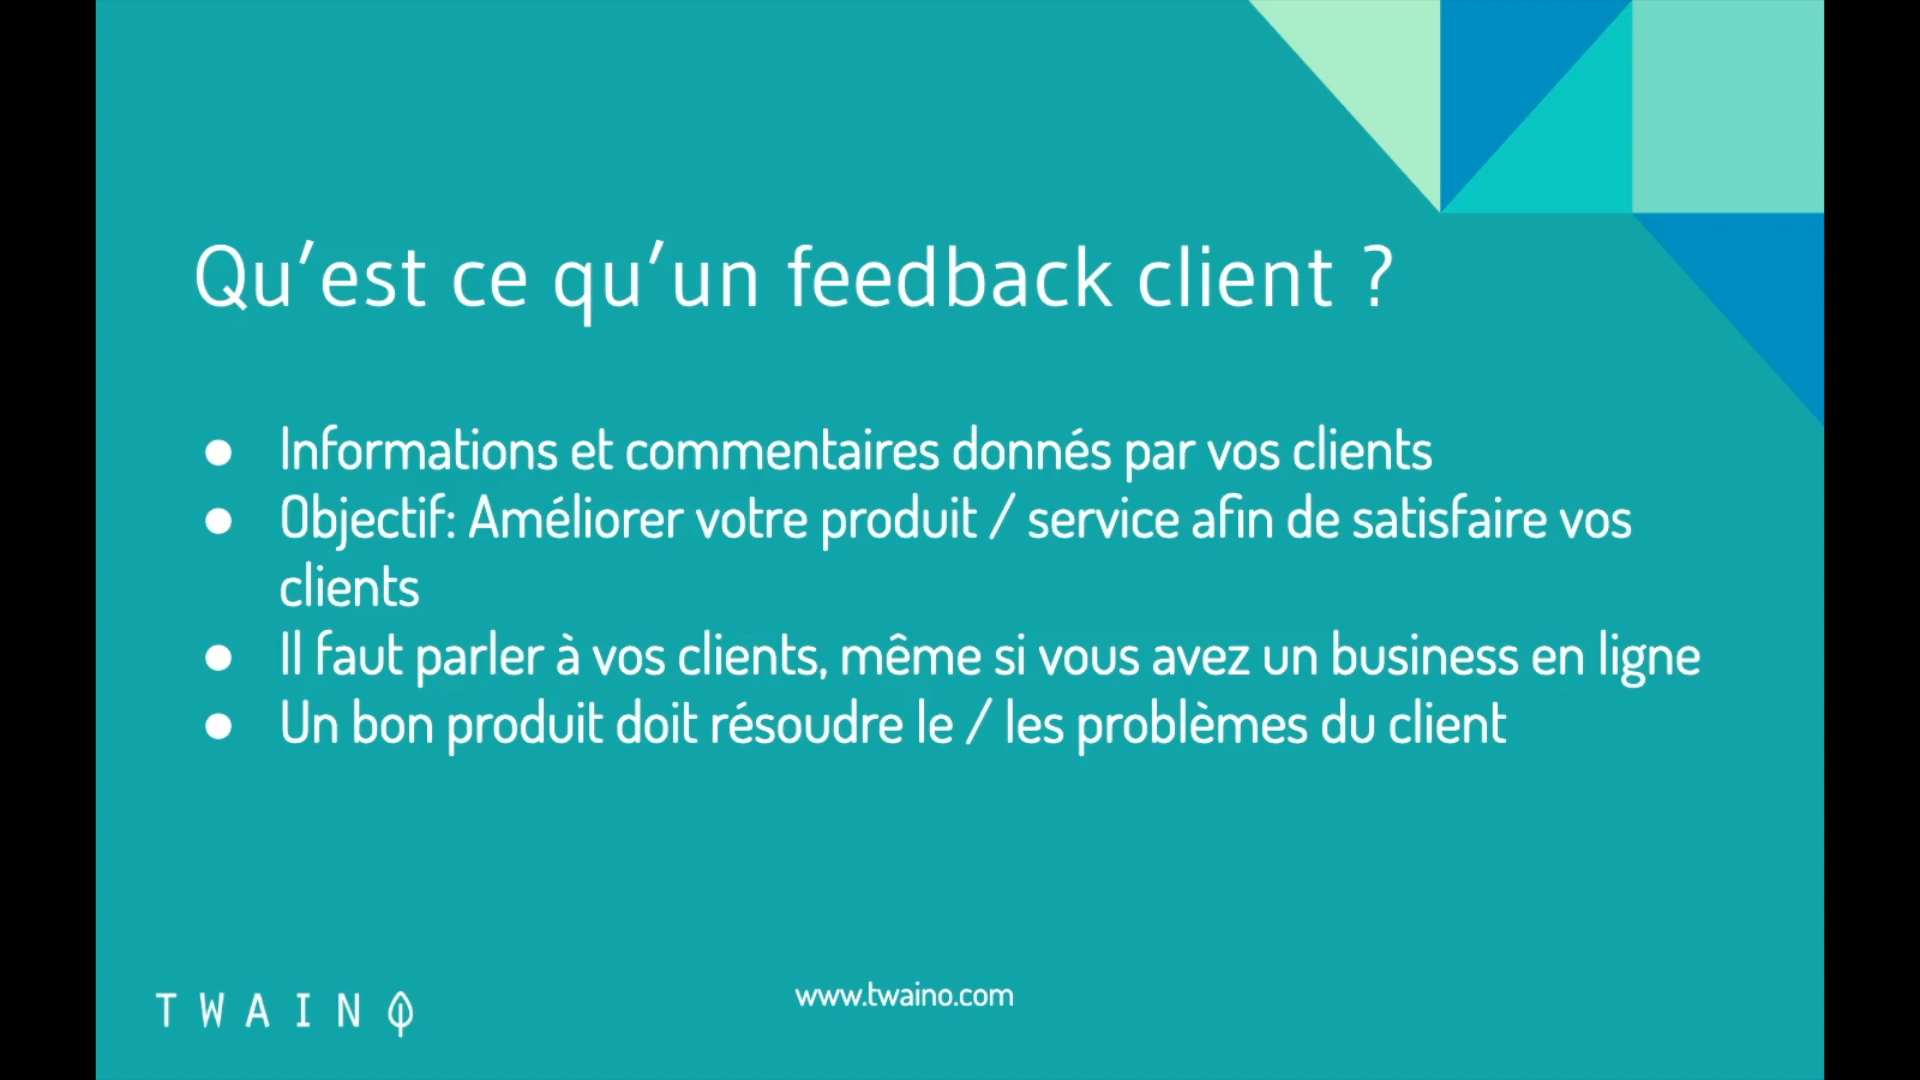 Qu’est ce qu’un feedback client ?
● Informations et commentaires donnés par vos clients
● Objectif: Améliorer votre produit / service afin de satisfaire vos
clients
● Il faut parler à vos clients, même si vous avez un business en ligne
● Un bon produit doit résoudre le / les problèmes du client
TWAINO
www.twaino.com